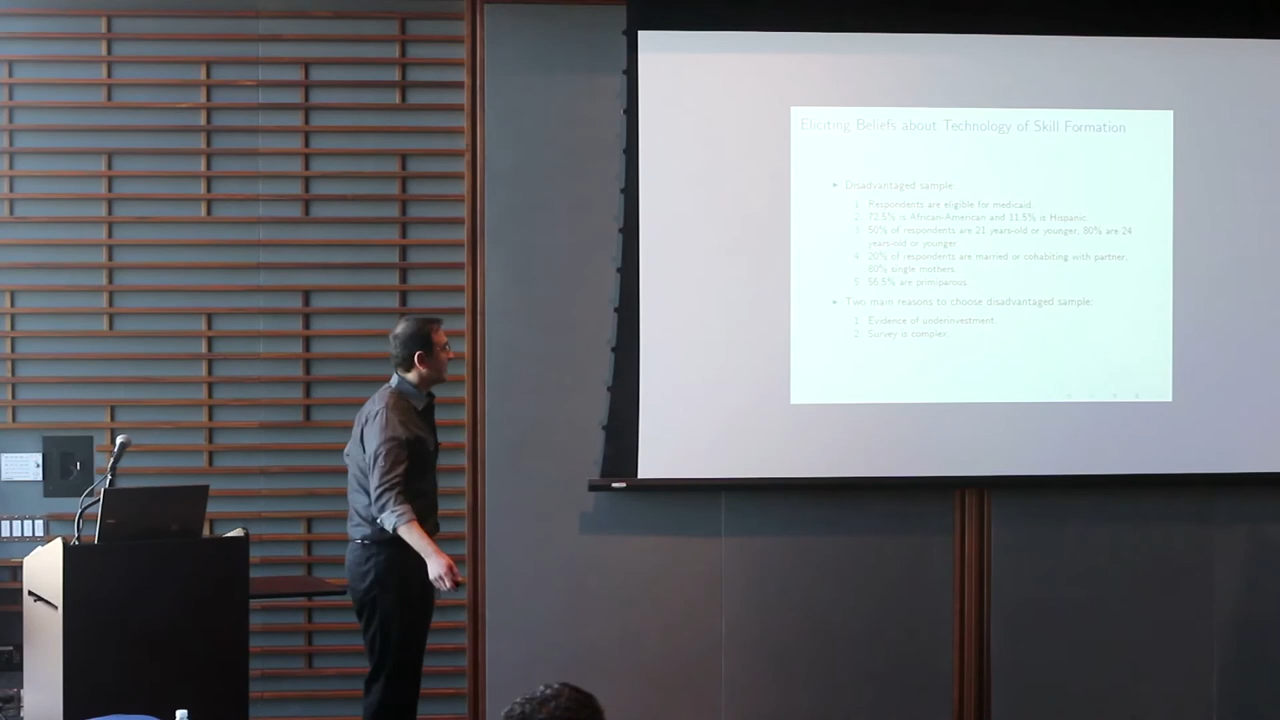 Eliciting Beliefs about Technology of Skill Formation
▸ Disadvantaged sample:
1. Respondents are eligible for medicaid.
2. 72.5% is African-American and 11.5% is Hispanic.
3. 50% of respondents are 21 years-old or younger, 80% are 24
years-old or younger
4. 20% of respondents are married or cohabiting with partner,
80% single mothers.
5. 56.5% are primiparous.
▸ Two main reasons to choose disadvantaged sample:
1. Evidence of underinvestment.
2. Survey is complex